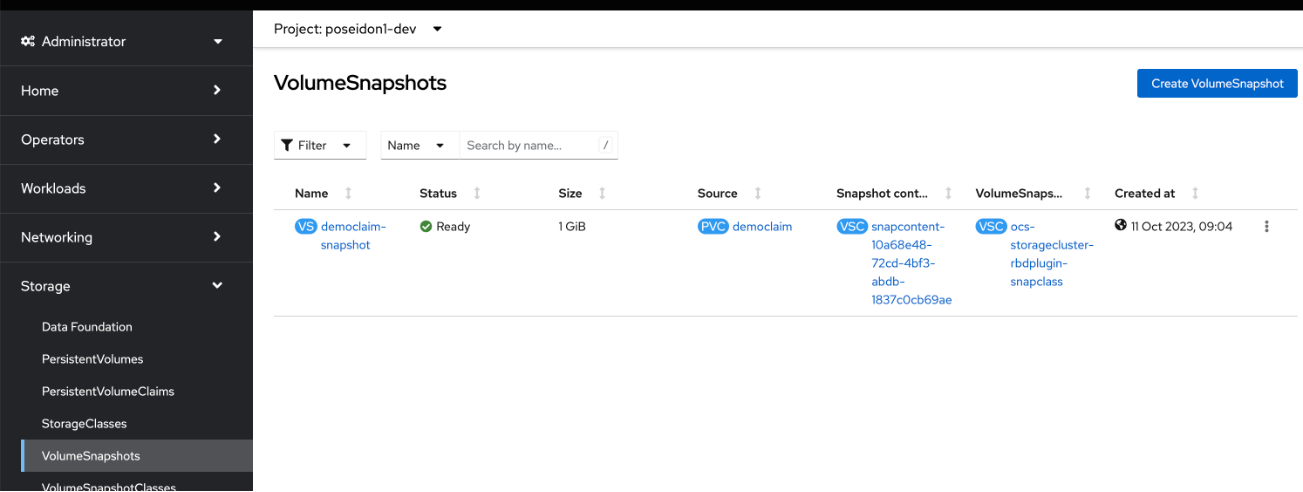 Administrator
Home
Operators
Workloads
Networking
Storage
Data Foundation
PersistentVolumes
PersistentVolumeClaims
StorageClasses
VolumeSnapshots
VolumeSnapshotClasses
Project: poseidon1-dev
VolumeSnapshots
Create VolumeSnapshot
Filter
Name
Search by name...
/
Name Status Size Source Snapshot cont... VolumeSnaps... Created at
VS democlaim- Ready 1 GiB PVC democlaim VSC snapcontent- VSC ocs- 11 Oct 2023, 09:04
snapshot 10a68e48- storagecluster-
72cd-4bf3- rbdplugin-
abdb- snapclass
1837c0cb69ae